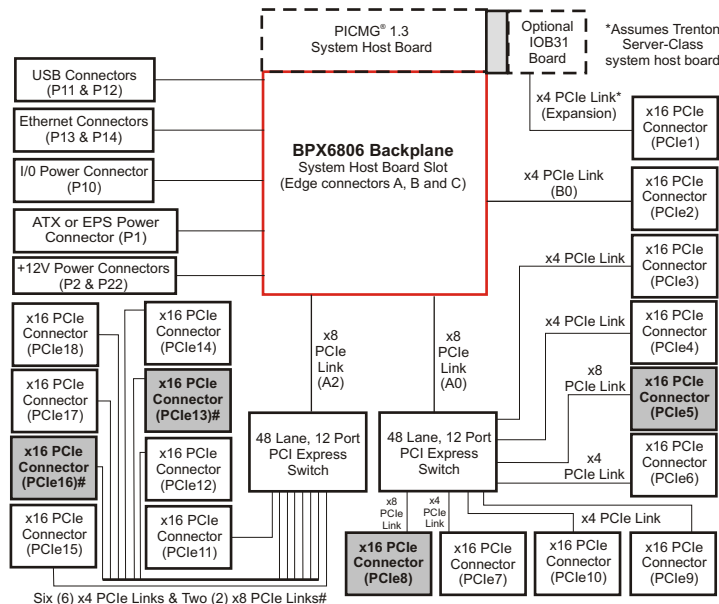 PICMG® 1.3
System Host Board
Optional
IOB31
Board
*Assumes Trenton
Server-Class
system host board
USB Connectors
(P11 & P12)
Ethernet Connectors
(P13 & P14)
I/0 Power Connector
(P10)
ATX or EPS Power
Connector (P1)
+12V Power Connectors
(P2 & P22)
BPX6806 Backplane
System Host Board Slot
(Edge connectors A, B and C)
x4 PCIe Link*
(Expansion)
x16 PCIe
Connector
(PCIe1)
x4 PCIe Link
(B0)
x16 PCIe
Connector
(PCIe2)
x4 PCIe Link
x16 PCIe
Connector
(PCIe3)
x4 PCIe Link
x16 PCIe
Connector
(PCIe4)
x8
PCIe Link
x16 PCIe
Connector
(PCIe5)
x4
PCIe Link
x16 PCIe
Connector
(PCIe6)
x8
PCIe
Link
(A2)
x8
PCIe
Link
(A0)
x16 PCIe
Connector
(PCIe18)
x16 PCIe
Connector
(PCIe14)
x16 PCIe
Connector
(PCIe17)
x16 PCIe
Connector
(PCIe13)#
x16 PCIe
Connector
(PCIe16)#
x16 PCIe
Connector
(PCIe12)
x16 PCIe
Connector
(PCIe15)
x16 PCIe
Connector
(PCIe11)
48 Lane, 12 Port
PCI Express
Switch
48 Lane, 12 Port
PCI Express
Switch
x8
PCIe
Link
x4
PCIe
Link
x4 PCIe Link
x16 PCIe
Connector
(PCIe8)
x16 PCIe
Connector
(PCIe7)
x16 PCIe
Connector
(PCIe10)
x16 PCIe
Connector
(PCIe9)
Six (6) x4 PCIe Links & Two (2) x8 PCIe Links#